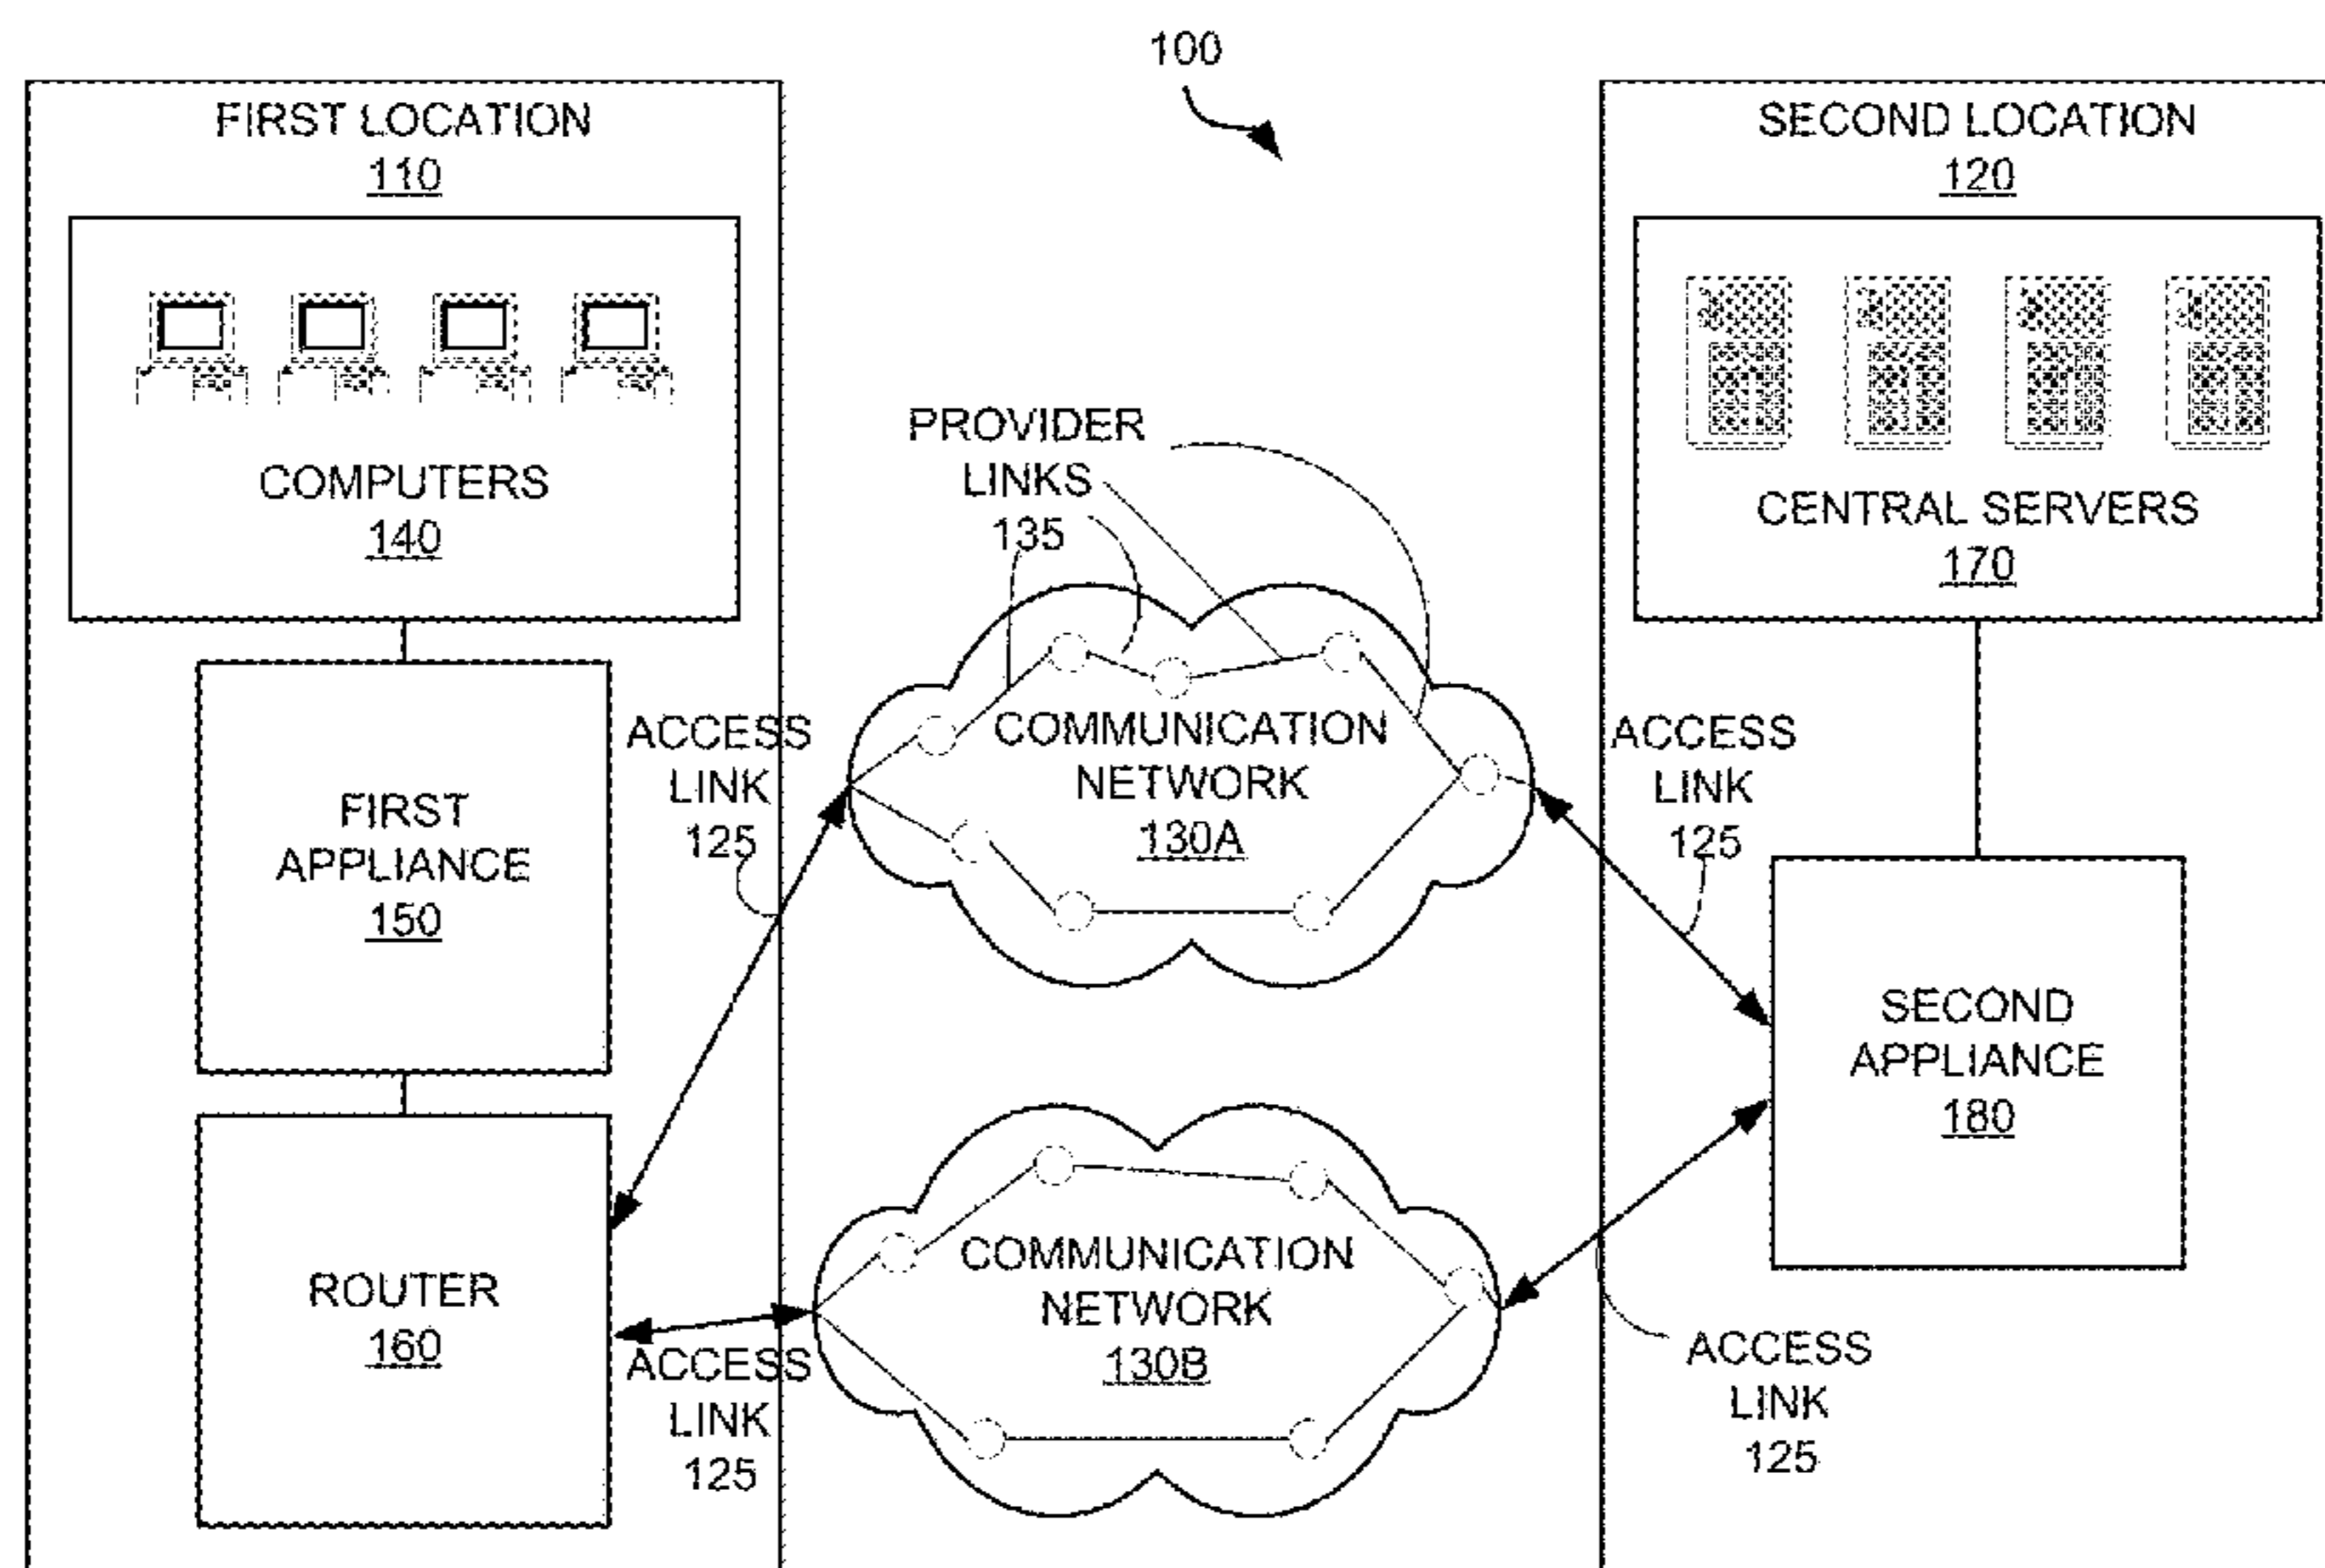 100
FIRST LOCATION
110
COMPUTERS
140
FIRST
APPLIANCE
150
ROUTER
160
ACCESS
LINK
125
ACCESS
LINK
125
PROVIDER
LINKS
135
COMMUNICATION
NETWORK
130A
COMMUNICATION
NETWORK
130B
SECOND LOCATION
120
CENTRAL SERVERS
170
ACCESS
LINK
125
SECOND
APPLIANCE
180
ACCESS
LINK
125